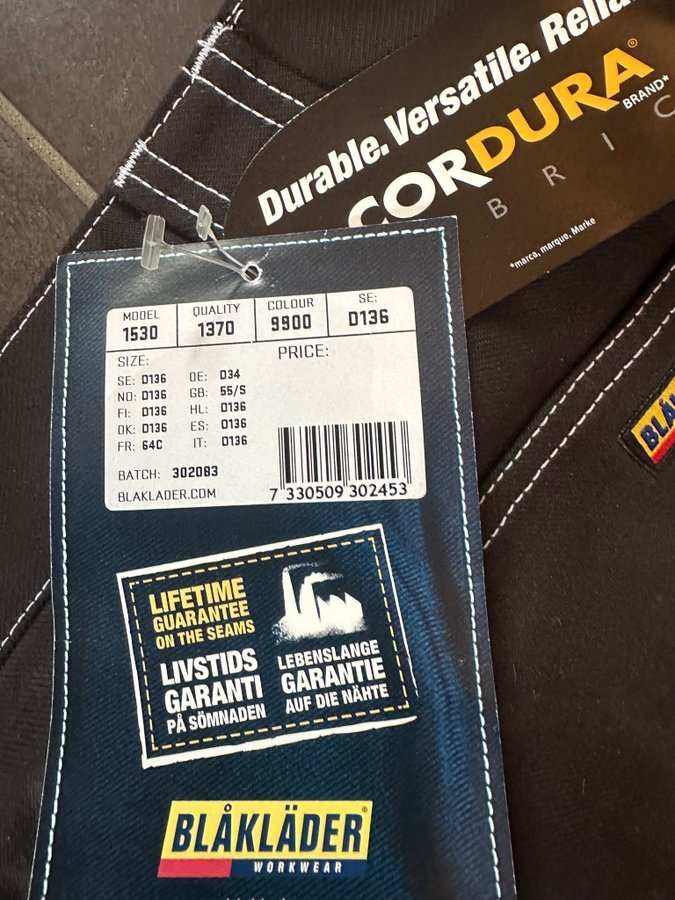 Durable. Versatile.
CORDURA®
BRAND*
*marca, marque, Marke
MODEL
1530
QUALITY
1370
COLOUR
9900
SE:
D136
SIZE:
PRICE:
SE: D136 DE: D34
NO: D136 GB: 55/S
FI: D136 HL: D136
DK: D136 ES: D136
FR: 64C IT: D136
BATCH: 302083
BLAKLADER.COM
7 330509 302453
LIFETIME
GUARANTEE
ON THE SEAMS
LIVSTIDS
GARANTI
PÅ SÖMNADEN
LEBENSLANGE
GARANTIE
AUF DIE NÄHTE
BLÅKLÄDER®
WORKWEAR